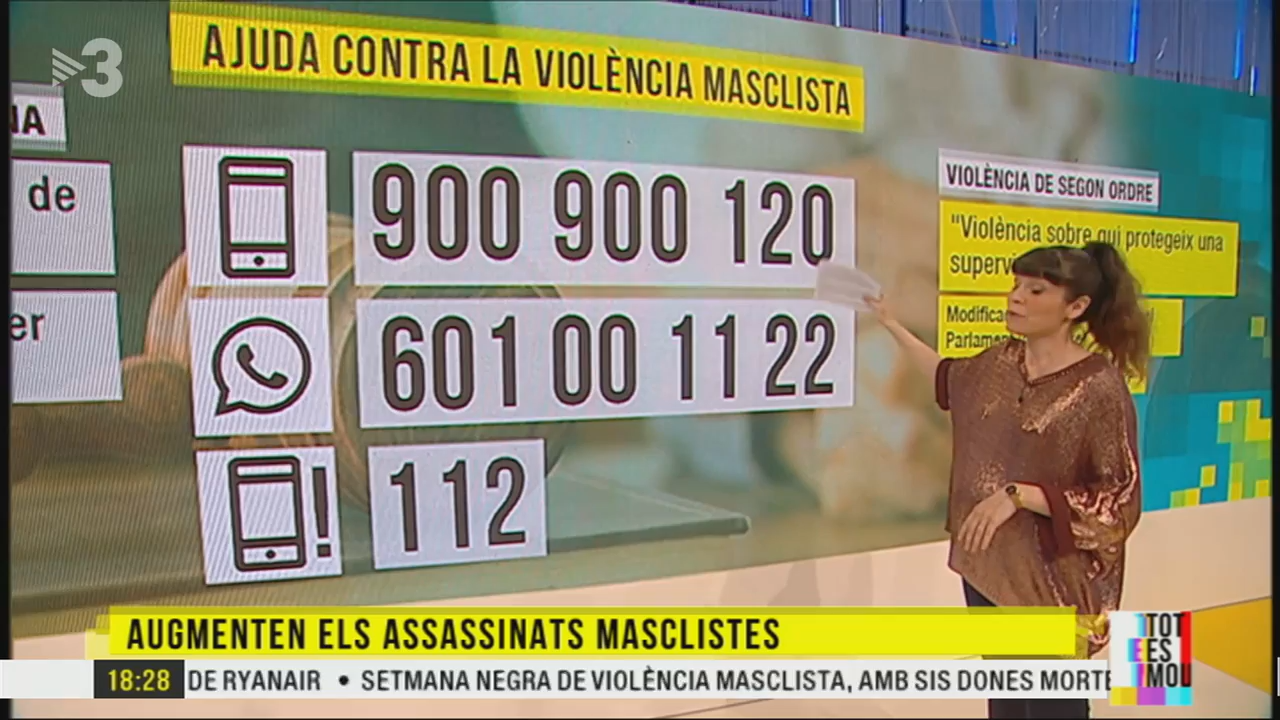 3
AJUDA CONTRA LA VIOLÈNCIA MASCLISTA
NA
de
er
900 900 120
601 00 11 22
112
!
VIOLÈNCIA DE SEGON ORDRE
"Violència sobre qui protegeix una
Parlament
AUGMENTEN ELS ASSASSINATS MASCLISTES
18:28
DE RYANAIR • SETMANA NEGRA DE VIOLÈNCIA MASCLISTA, AMB SIS DONES MORTE
TOT
ES
MOU